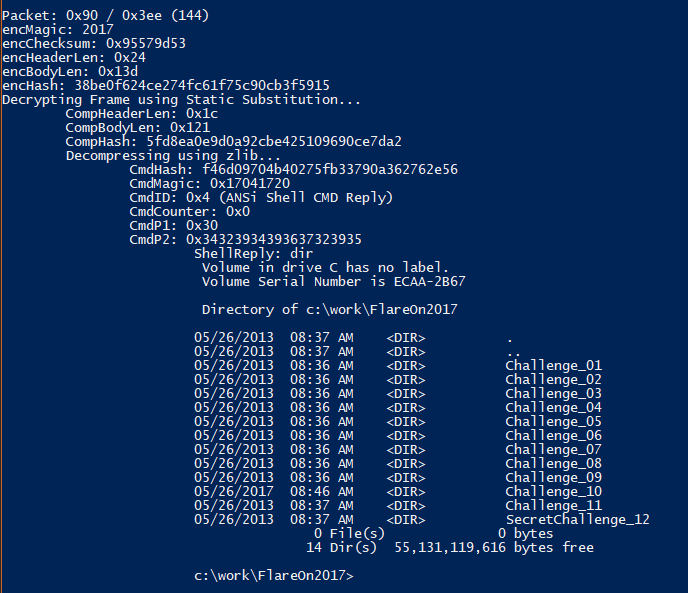 Packet: 0x90 / 0x3ee (144)
encMagic: 2017
encChecksum: 0x95579d53
encHeaderLen: 0x24
encBodyLen: 0x13d
encHash: 38be0f624ce274fc61f75c90cb3f5915
Decrypting Frame using Static Substitution...
CompHeaderLen: 0x1c
CompBodyLen: 0x121
CompHash: 5fd8ea0e9d0a92cbe425109690ce7da2
Decompressing using zlib...
CmdHash: f46d09704b40275fb33790a362762e56
CmdMagic: 0x17041720
CmdID: 0x4 (ANSi Shell CMD Reply)
CmdCounter: 0x0
CmdP1: 0x30
CmdP2: 0x34323934393637323935
ShellReply: dir
Volume in drive C has no label.
Volume Serial Number is ECAA-2B67
Directory of c:\work\FlareOn2017
05/26/2013  08:37 AM    <DIR>          .
05/26/2013  08:37 AM    <DIR>          ..
05/26/2013  08:36 AM    <DIR>          Challenge_01
05/26/2013  08:36 AM    <DIR>          Challenge_02
05/26/2013  08:36 AM    <DIR>          Challenge_03
05/26/2013  08:36 AM    <DIR>          Challenge_04
05/26/2013  08:36 AM    <DIR>          Challenge_05
05/26/2013  08:36 AM    <DIR>          Challenge_06
05/26/2013  08:36 AM    <DIR>          Challenge_07
05/26/2013  08:36 AM    <DIR>          Challenge_08
05/26/2013  08:36 AM    <DIR>          Challenge_09
05/26/2017  08:46 AM    <DIR>          Challenge_10
05/26/2013  08:37 AM    <DIR>          Challenge_11
05/26/2013  08:37 AM    <DIR>          SecretChallenge_12
0 File(s)              0 bytes
14 Dir(s)  55,131,119,616 bytes free
c:\work\FlareOn2017>